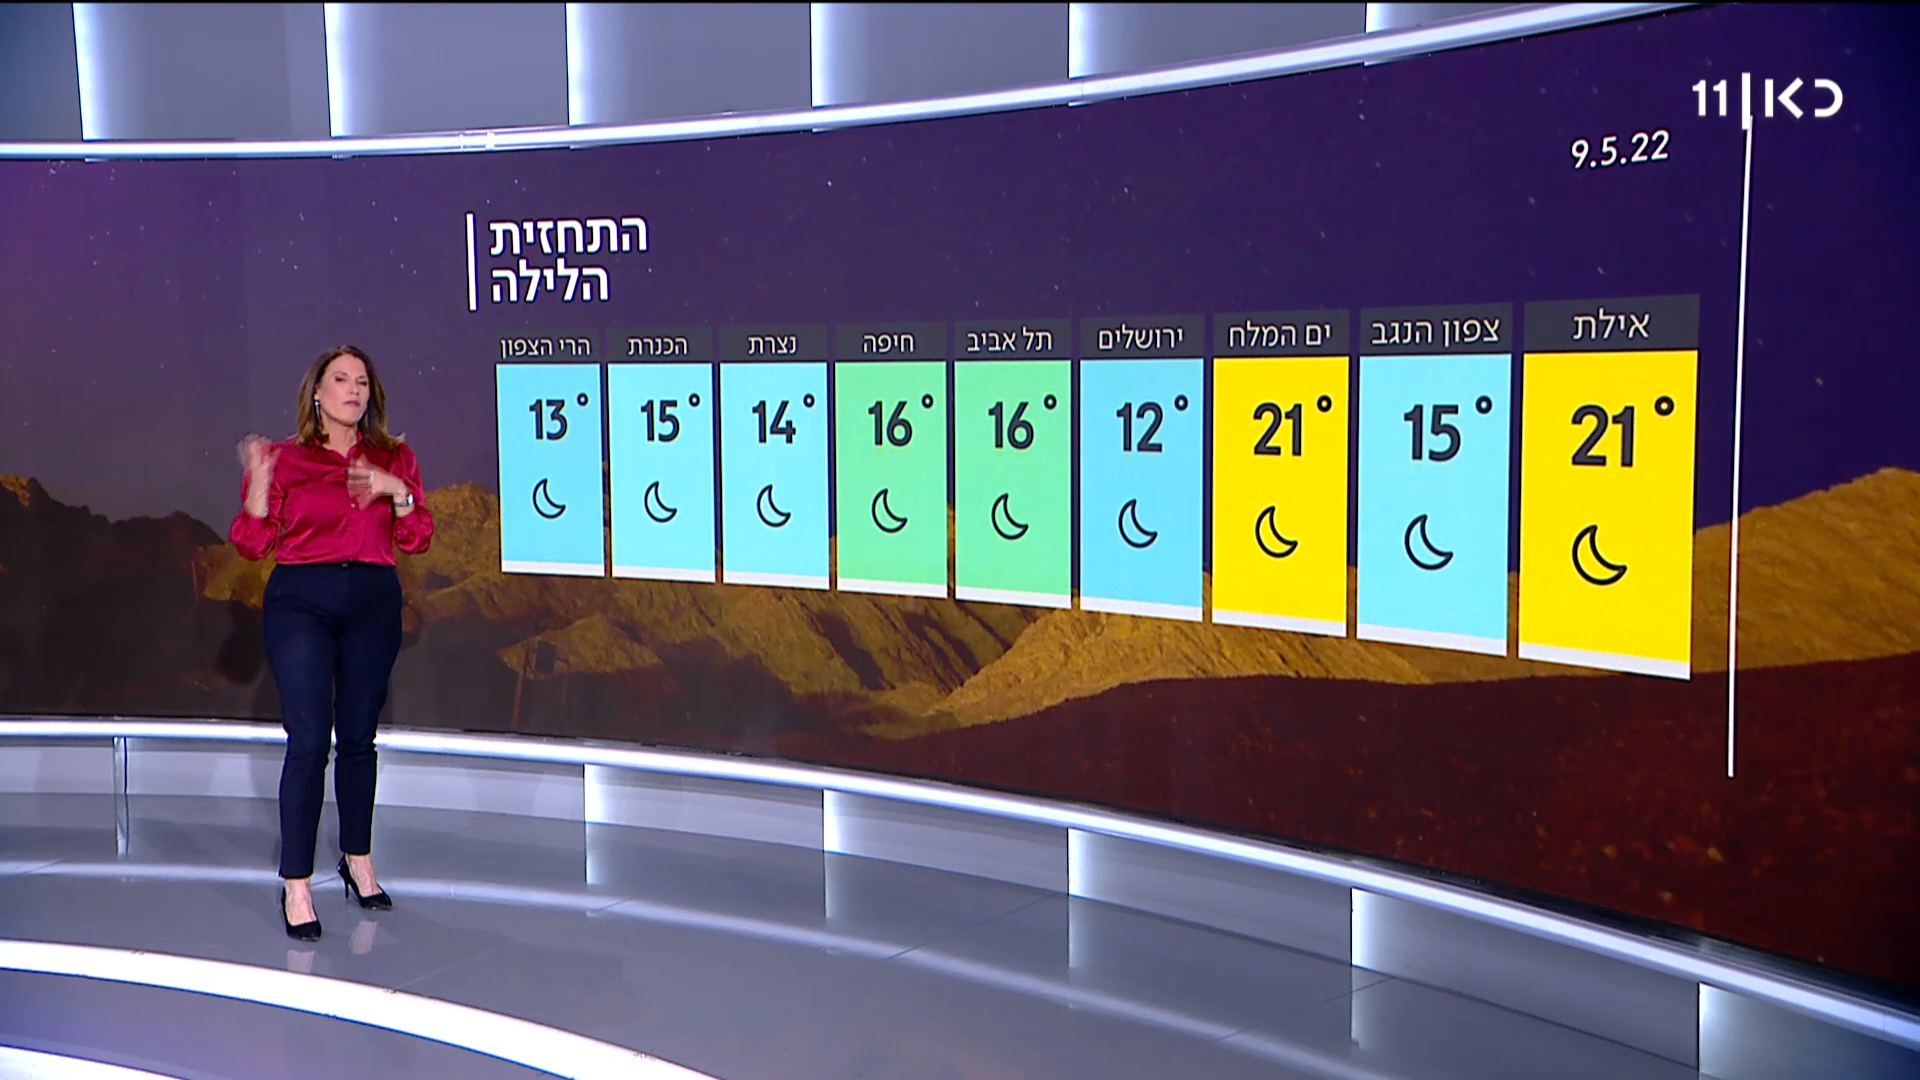 כאן 11
9.5.22
התחזית
הלילה
אילת
21°
צפון הנגב
15°
ים המלח
21°
ירושלים
12°
תל אביב
16°
חיפה
16°
נצרת
14°
הכנרת
15°
הרי הצפון
13°